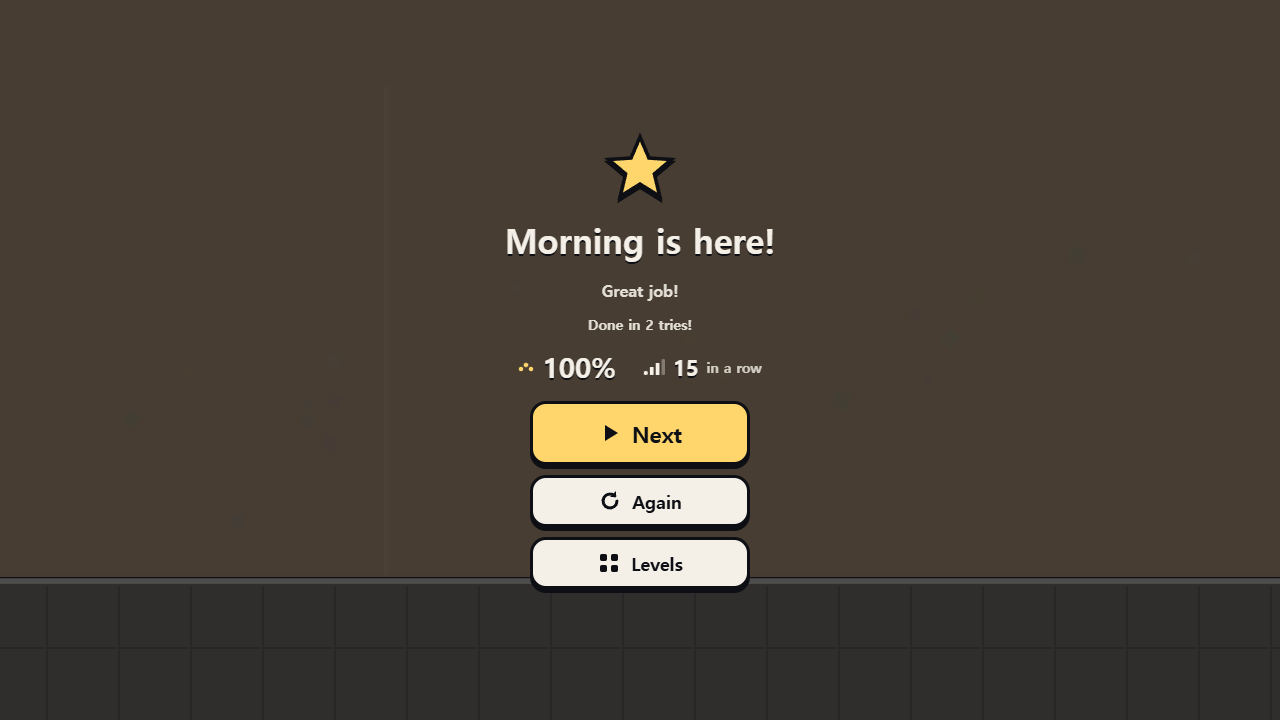 Morning is here!
Great job!
Done in 2 tries!
100% 15 in a row
Next
Again
Levels